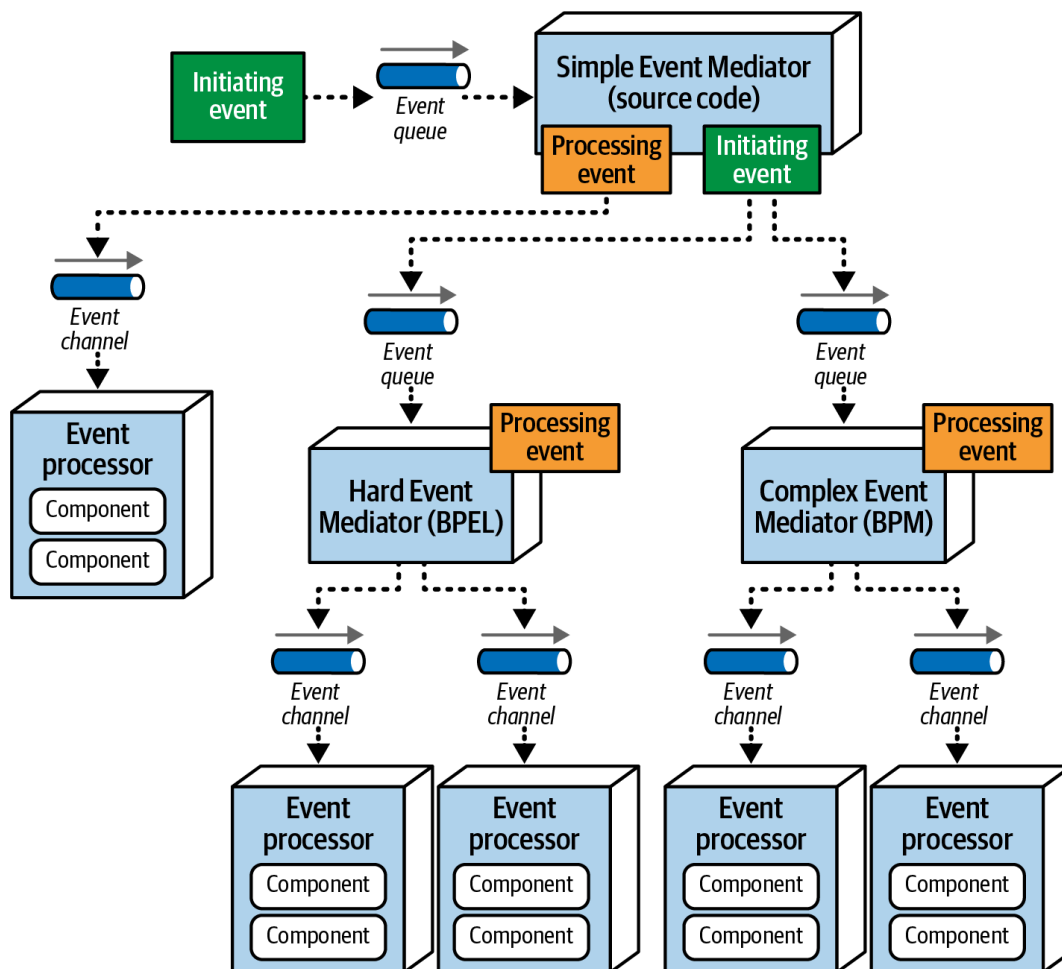 Initiating
event
Event
queue
Simple Event Mediator
(source code)
Processing
event
Initiating
event
Event
channel
Event
queue
Event
queue
Event
processor
Component
Component
Processing
event
Hard Event
Mediator (BPEL)
Processing
event
Complex Event
Mediator (BPM)
Event
channel
Event
channel
Event
channel
Event
channel
Event
processor
Component
Component
Event
processor
Component
Component
Event
processor
Component
Component
Event
processor
Component
Component